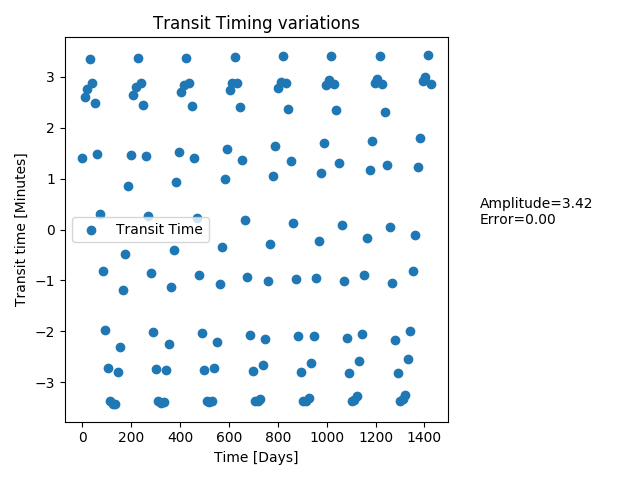 Transit Timing variations
Transit time [Minutes]
3
2
1
0
−1
−2
−3
Transit Time
Amplitude=3.42
Error=0.00
0 200 400 600 800 1000 1200 1400
Time [Days]